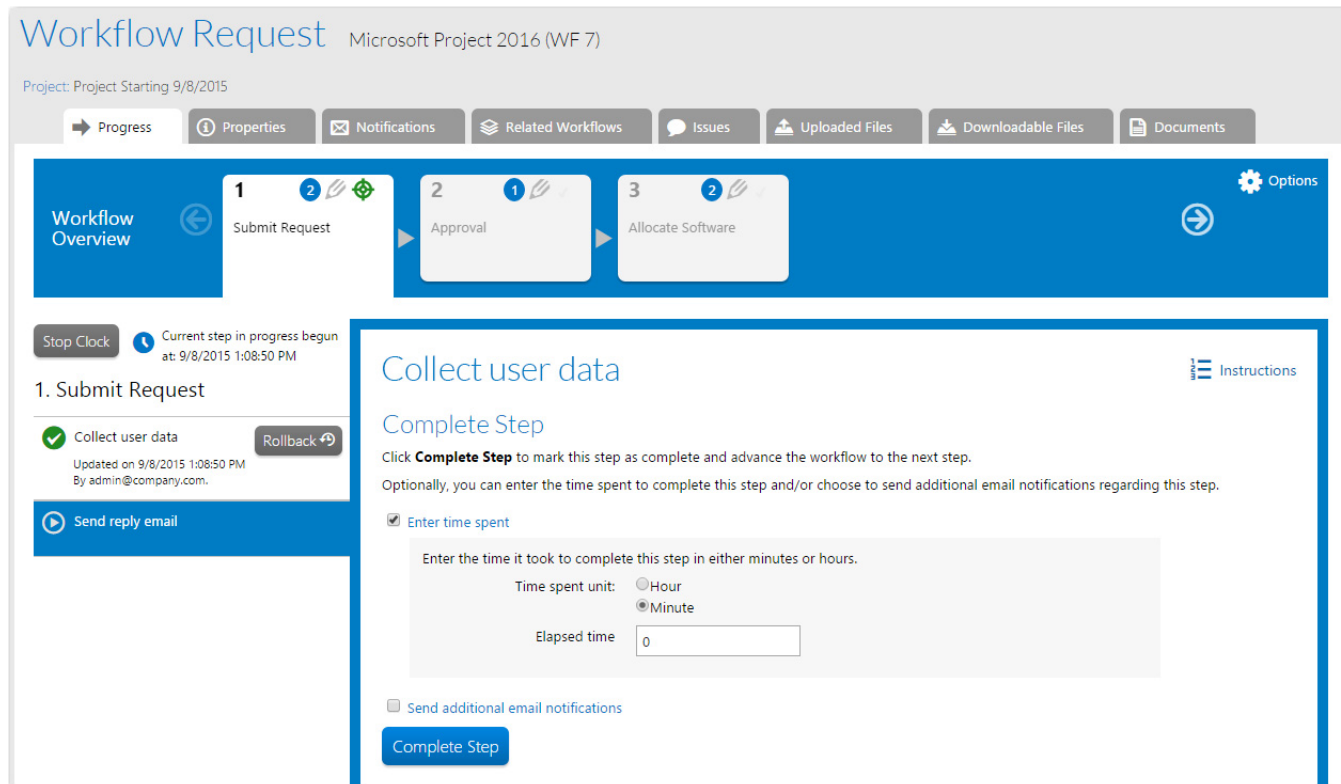 Workflow Request Microsoft Project 2016 (WF 7)
Project: Project Starting 9/8/2015
Progress
Properties
Notifications
Related Workflows
Issues
Uploaded Files
Downloadable Files
Documents
Workflow
Overview
1 2
Submit Request
2 1
Approval
3 2
Allocate Software
Options
Stop Clock
Current step in progress begun
at: 9/8/2015 1:08:50 PM
1. Submit Request
Collect user data
Rollback
Updated on 9/8/2015 1:08:50 PM
By admin@company.com.
Send reply email
Collect user data
Instructions
Complete Step
Click Complete Step to mark this step as complete and advance the workflow to the next step.
Optionally, you can enter the time spent to complete this step and/or choose to send additional email notifications regarding this step.
Enter time spent
Enter the time it took to complete this step in either minutes or hours.
Time spent unit: Hour
Minute
Elapsed time 0
Send additional email notifications
Complete Step